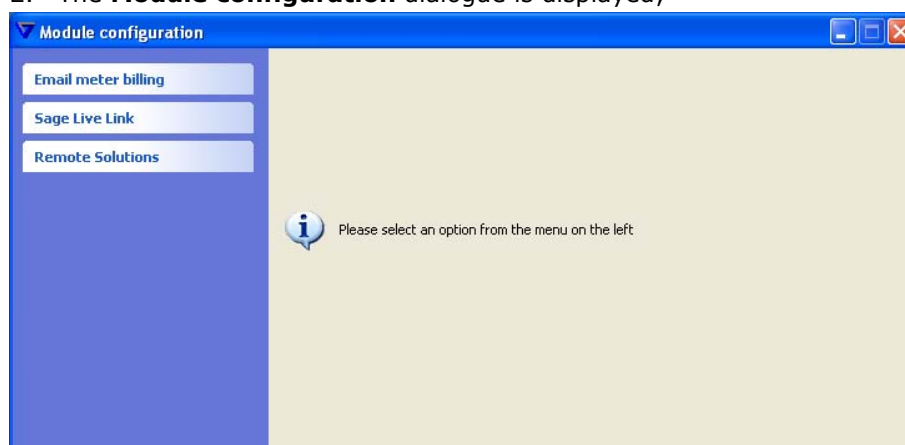 2. The Module configuration dialogue is displayed;
Module configuration
Email meter billing
Sage Live Link
Remote Solutions
Please select an option from the menu on the left